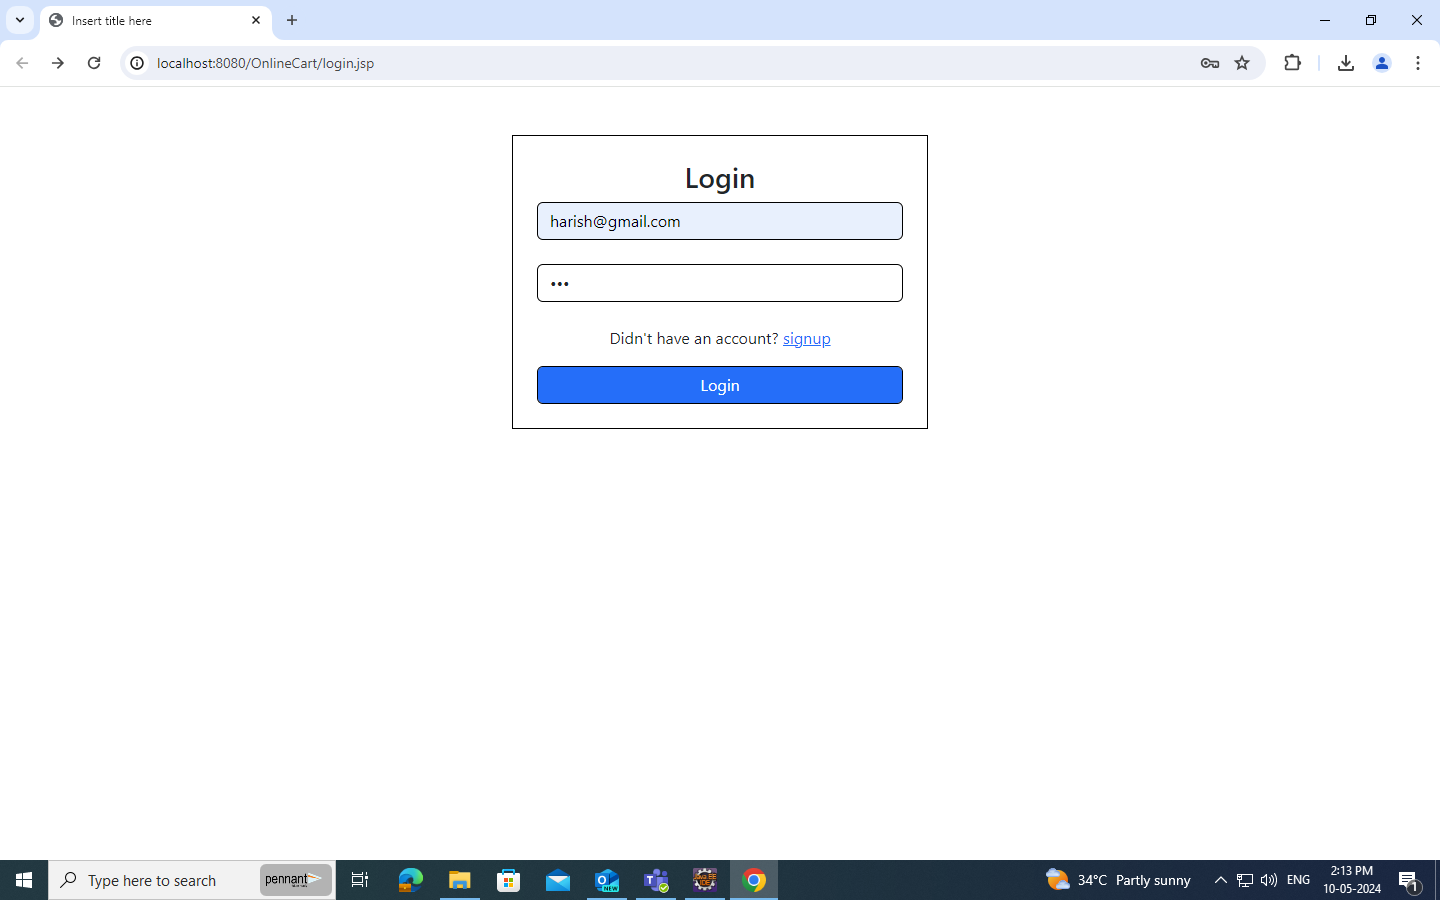 Insert title here
localhost:8080/OnlineCart/login.jsp
Login
harish@gmail.com
•••
Didn't have an account? signup
Login
Type here to search
pennant
NEW
34°C Partly sunny
ENG
2:13 PM
10-05-2024
1